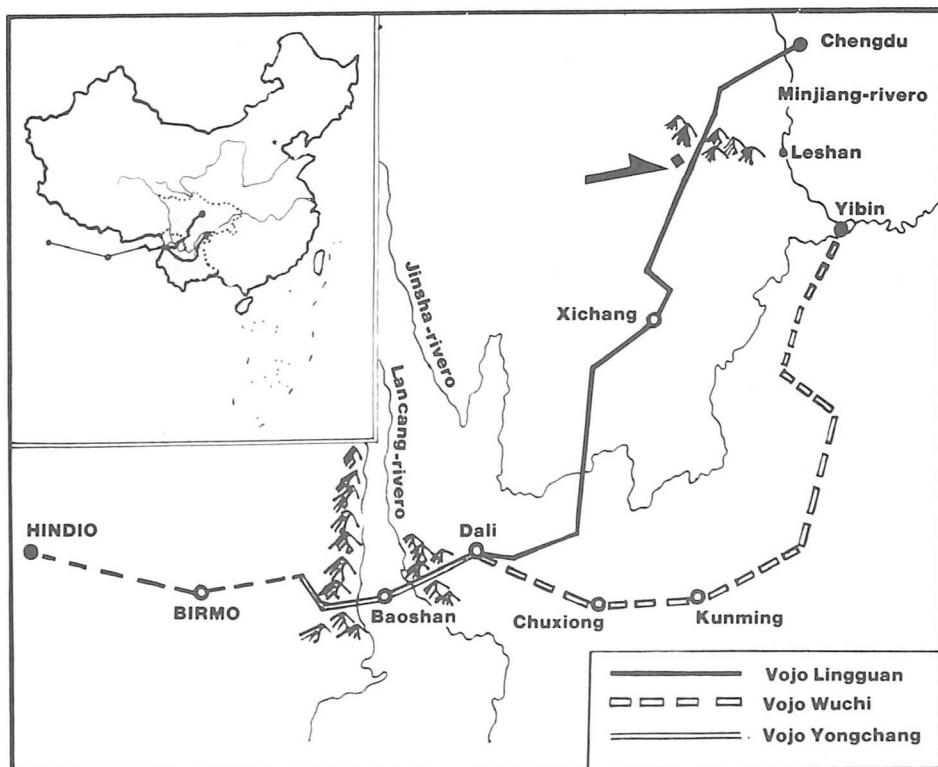 Chengdu
Minjiang-rivero
Leshan
Yibin
Jinsha-rivero
Xichang
Lancang-rivero
HINDIO
Dali
BIRMO
Baoshan
Chuxiong
Kunming
Vojo Lingguan
Vojo Wuchi
Vojo Yongchang